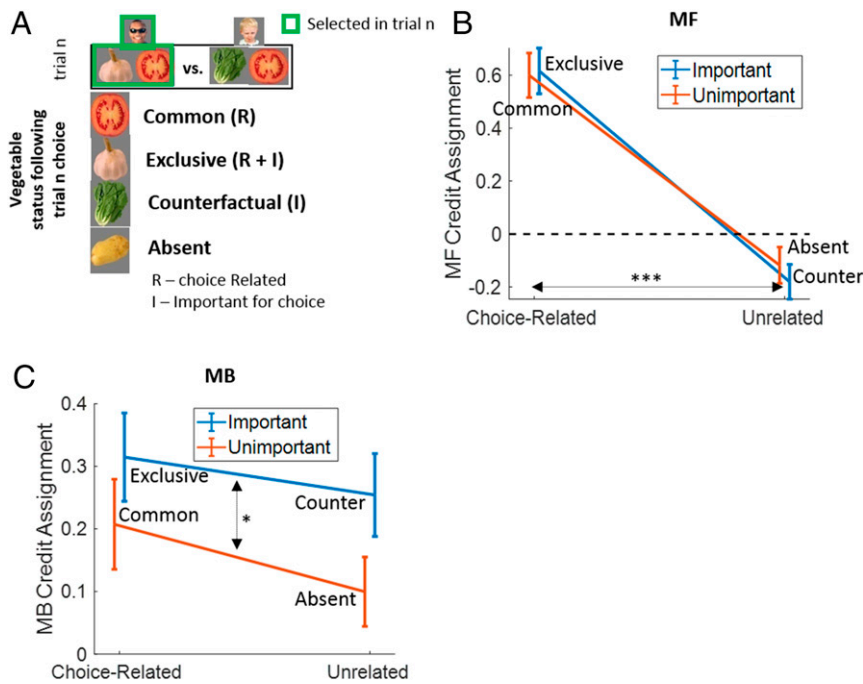 A
Selected in trial n
trial n
vs.
Vegetable
status following
trial n choice
Common (R)
Exclusive (R + I)
Counterfactual (I)
Absent
R – choice Related
I – Important for choice
B
MF
MF Credit Assignment
0.6
0.4
0.2
0
-0.2
Exclusive
Common
Important
Unimportant
Absent
Counter
***
Choice-Related
Unrelated
C
MB
MB Credit Assignment
0.4
0.3
0.2
0.1
0
Important
Unimportant
Exclusive
Common
Counter
*
Absent
Choice-Related
Unrelated